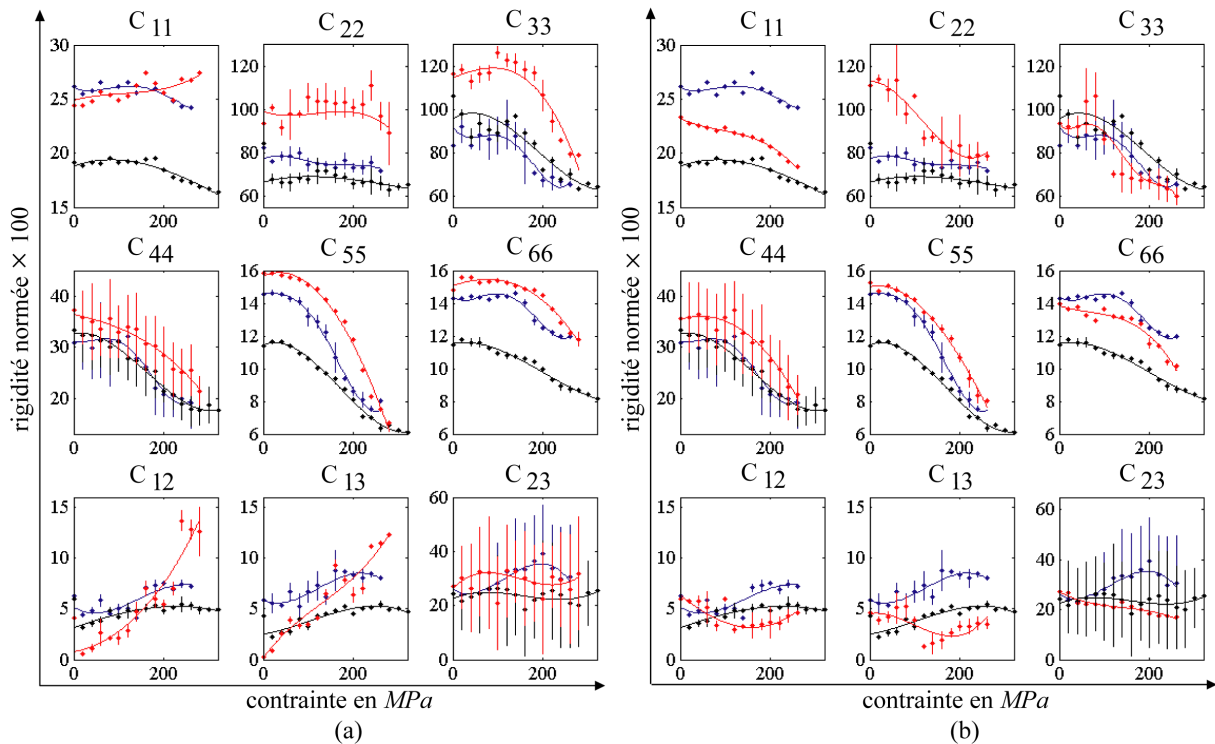 C 11 C 22 C 33 C 11 C 22 C 33
30 25 20 15 0 200
120 100 80 60 0 200
120 100 80 60 0 200
30 25 20 15 0 200
120 100 80 60 0 200
120 100 80 60 0 200
rigidité normée × 100
rigidité normée × 100
C 44 C 55 C 66 C 44 C 55 C 66
40 30 20 0 200
16 14 12 10 8 6 0 200
16 14 12 10 8 6 0 200
40 30 20 0 200
16 14 12 10 8 6 0 200
16 14 12 10 8 6 0 200
C 12 C 13 C 23 C 12 C 13 C 23
15 10 5 0 0 200
15 10 5 0 0 200
60 40 20 0 0 200
15 10 5 0 0 200
15 10 5 0 0 200
60 40 20 0 0 200
contrainte en MPa
contrainte en MPa
(a)
(b)